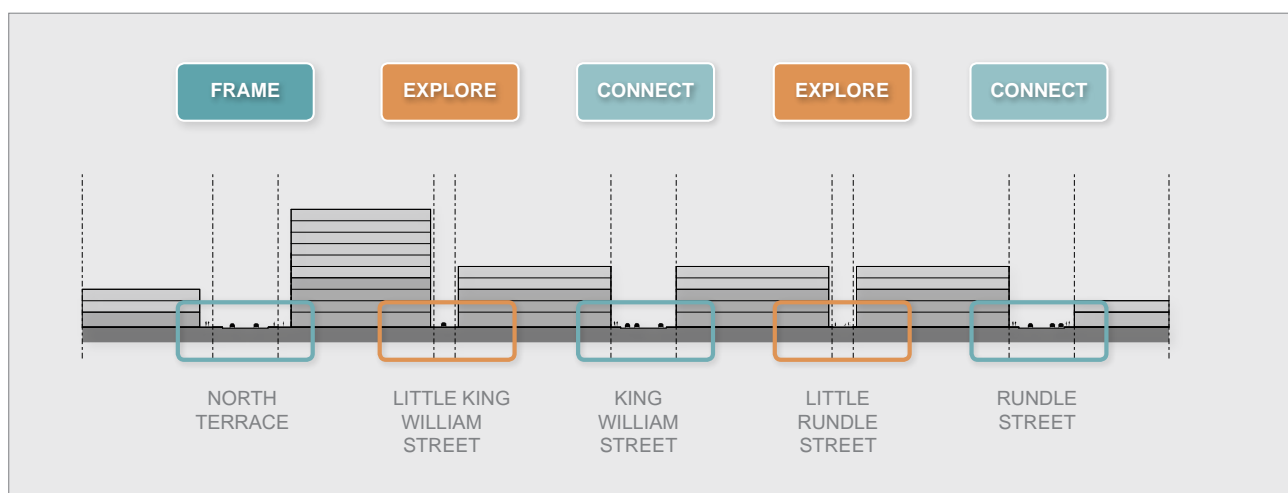 FRAME
EXPLORE
CONNECT
EXPLORE
CONNECT
NORTH
TERRACE
LITTLE KING
WILLIAM
STREET
KING
WILLIAM
STREET
LITTLE
RUNDLE
STREET
RUNDLE
STREET